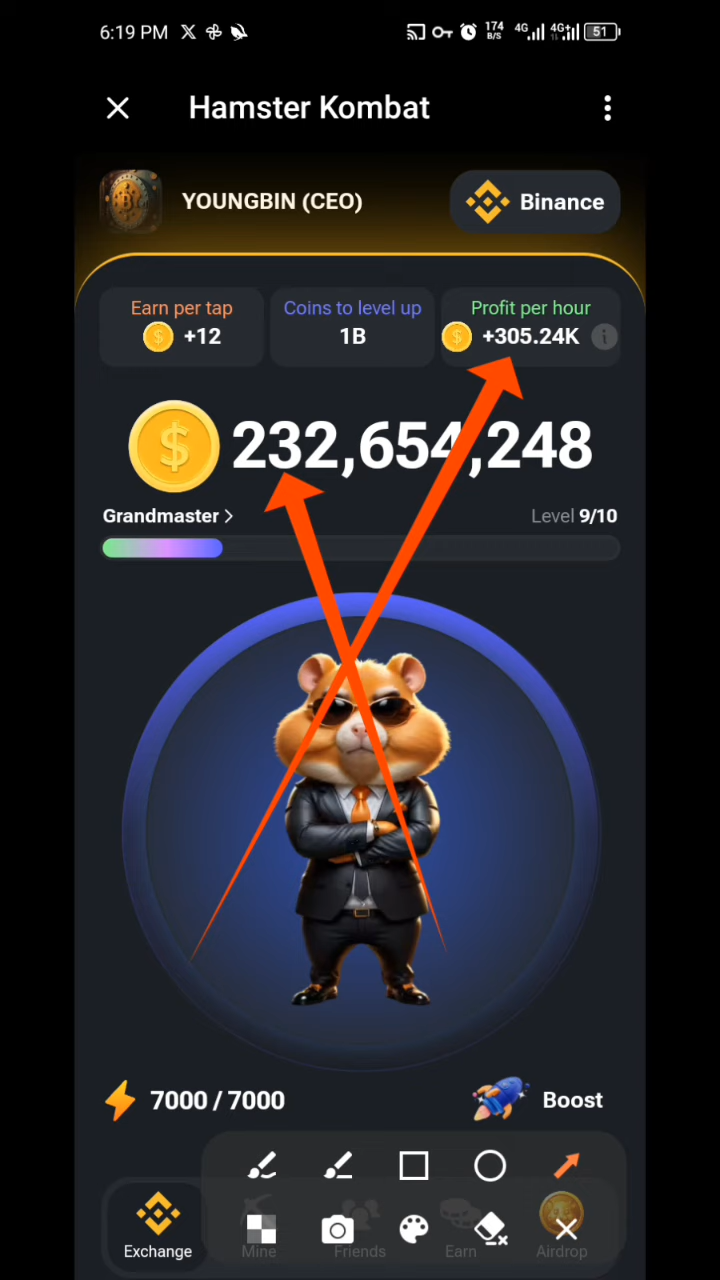 6:19 PM 174 B/S 4G 4G+ 51
Hamster Kombat
YOUNGBIN (CEO) Binance
Earn per tap Coins to level up Profit per hour
+12 1B +305.24K
232,654,248
Grandmaster > Level 9/10
7000 / 7000 Boost
Exchange Mine Friends Earn Airdrop